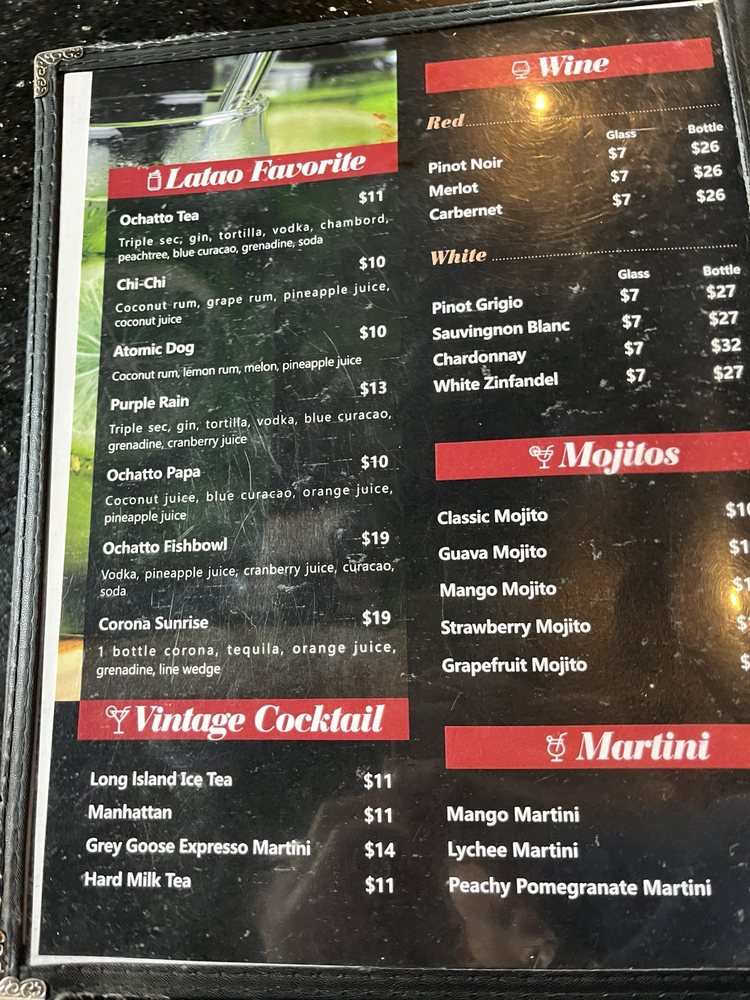 Latao Favorite
Ochatto Tea $11
Triple sec; gin, tortilla, vodka, chambord,
peachtree, blue curacao, grenadine, soda
Chi-Chi $10
Coconut rum, grape rum, pineapple juice,
coconut juice
Atomic Dog $10
Coconut rum, lemon rum, melon, pineapple juice
Purple Rain $13
Triple sec, gin, tortilla, vodka, blue curacao,
grenadine, cranberry juice
Ochatto Papa $10
Coconut juice, blue curacao, orange juice,
pineapple juice
Ochatto Fishbowl $19
Vodka, pineapple juice, cranberry juice, curacao,
soda
Corona Sunrise $19
1 bottle corona, tequila, orange juice,
grenadine, line wedge
Vintage Cocktail
Long Island Ice Tea $11
Manhattan $11
Grey Goose Expresso Martini $14
Hard Milk Tea $11
Wine
Red
Glass Bottle
Pinot Noir $7 $26
Merlot $7 $26
Carbernet $7 $26
White
Glass Bottle
Pinot Grigio $7 $27
Sauvingnon Blanc $7 $27
Chardonnay $7 $32
White Zinfandel $7 $27
Mojitos
Classic Mojito
Guava Mojito
Mango Mojito
Strawberry Mojito
Grapefruit Mojito
Martini
Mango Martini
Lychee Martini
Peachy Pomegranate Martini